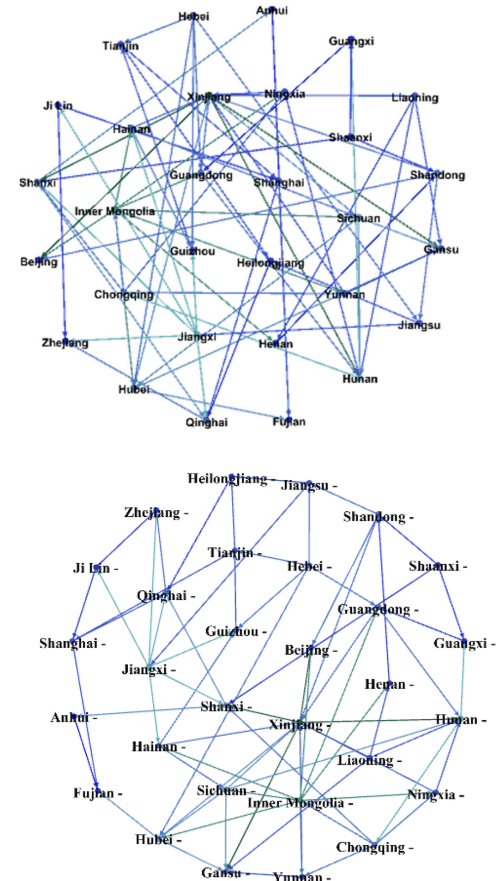 Hebei
Anhui
Tianjin
Guangxi
Xinjiang
Ningxia
Liaoning
Ji Lin
Hainan
Shaanxi
Shanxi
Guangdong
Shanghai
Shandong
Inner Mongolia
Sichuan
Beijing
Guizhou
Heilongjiang
Gansu
Chongqing
Yunnan
Zhejiang
Jiangxi
Henan
Jiangsu
Hubei
Hunan
Qinghai
Fujian
Heilongjiang -
Jiangsu -
Zhejiang -
Shandong -
Tianjin -
Ji Lin -
Hebei -
Shaanxi -
Qinghai -
Guangdong -
Shanghai -
Guizhou -
Beijing -
Guangxi -
Jiangxi -
Henan -
Anhui -
Shanxi -
Xinjiang -
Hunan -
Hainan -
Liaoning -
Fujian -
Sichuan -
Inner Mongolia -
Ningxia -
Hubei -
Chongqing -
Gansu -
Yunnan -